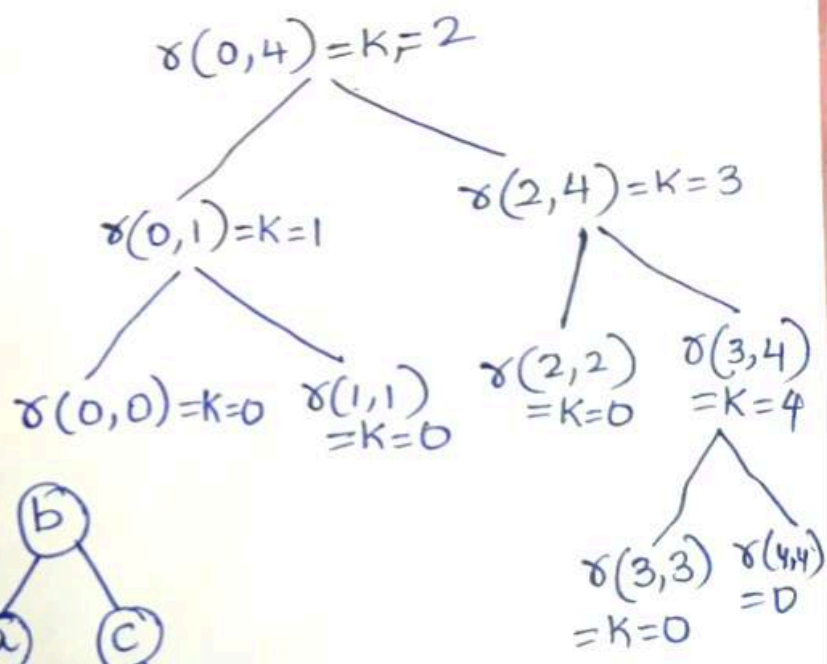 r(0,4)=K=2
r(0,1)=K=1
r(2,4)=K=3
r(0,0)=K=0
r(1,1)
=K=0
r(2,2)
=K=0
r(3,4)
=K=4
r(3,3)
=K=0
r(4,4)
=0
b
a
c